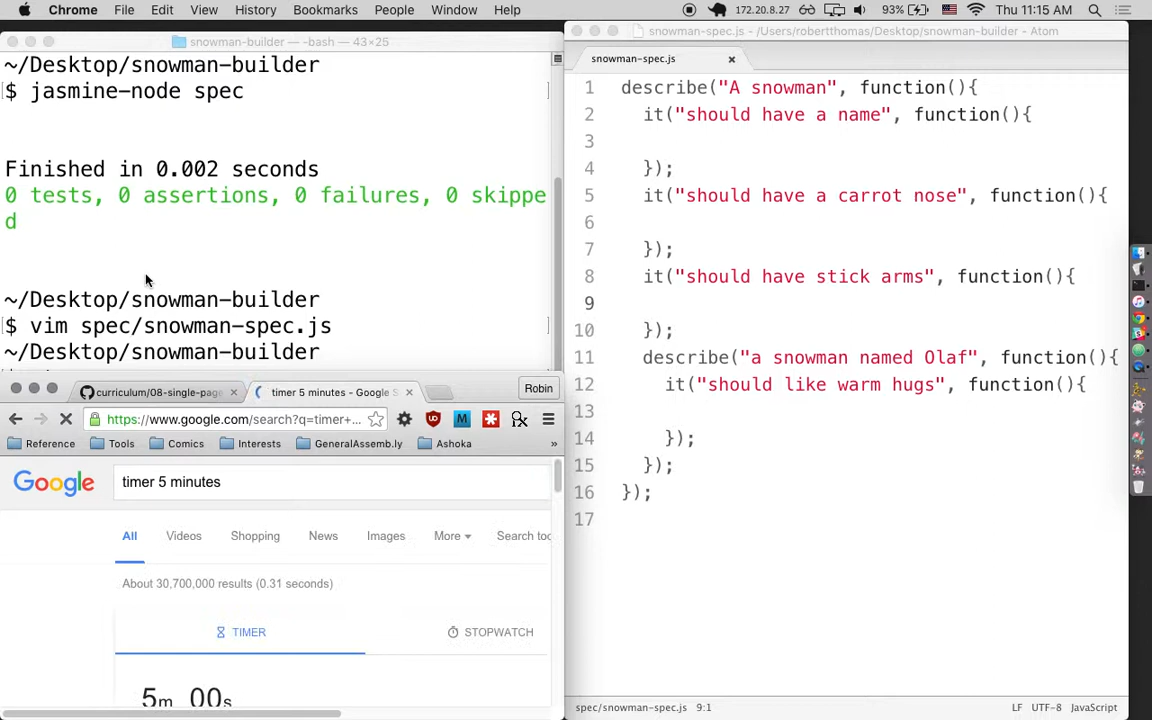 Chrome File Edit View History Bookmarks People Window Help 172.20.8.27 93% Thu 11:15 AM
snowman-builder — -bash — 43×25
~/Desktop/snowman-builder
$ jasmine-node spec
Finished in 0.002 seconds
0 tests, 0 assertions, 0 failures, 0 skippe
d
~/Desktop/snowman-builder
$ vim spec/snowman-spec.js
~/Desktop/snowman-builder
curriculum/08-single-page
timer 5 minutes - Google S
Robin
https://www.google.com/search?q=timer+...
Reference Tools Comics Interests GeneralAssemb.ly Ashoka »
Google
timer 5 minutes
All Videos Shopping News Images More Search too
About 30,700,000 results (0.31 seconds)
TIMER STOPWATCH
5m 00s
snowman-spec.js - /Users/robertthomas/Desktop/snowman-builder - Atom
snowman-spec.js
1 describe("A snowman", function(){
2 it("should have a name", function(){
3
4 });
5 it("should have a carrot nose", function(){
6
7 });
8 it("should have stick arms", function(){
9
10 });
11 describe("a snowman named Olaf", function(){
12 it("should like warm hugs", function(){
13
14 });
15 });
16 });
17
spec/snowman-spec.js 9:1 LF UTF-8 JavaScript